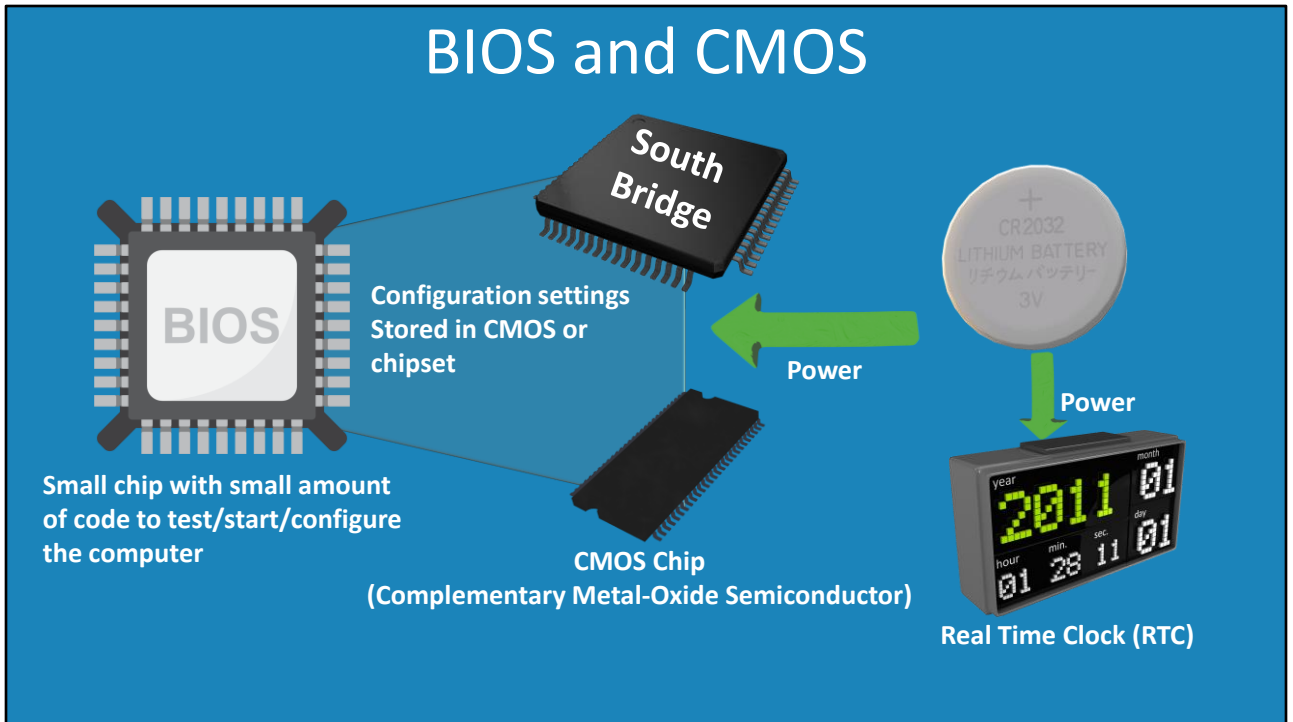 BIOS and CMOS
South
Bridge
BIOS
Configuration settings
Stored in CMOS or
chipset
Small chip with small amount
of code to test/start/configure
the computer
CMOS Chip
(Complementary Metal-Oxide Semiconductor)
+
CR2032
LITHIUM BATTERY
リチウム バッテリー
3V
Power
Power
year
2011
month
01
day
01
hour
01
min.
28
sec.
11
Real Time Clock (RTC)